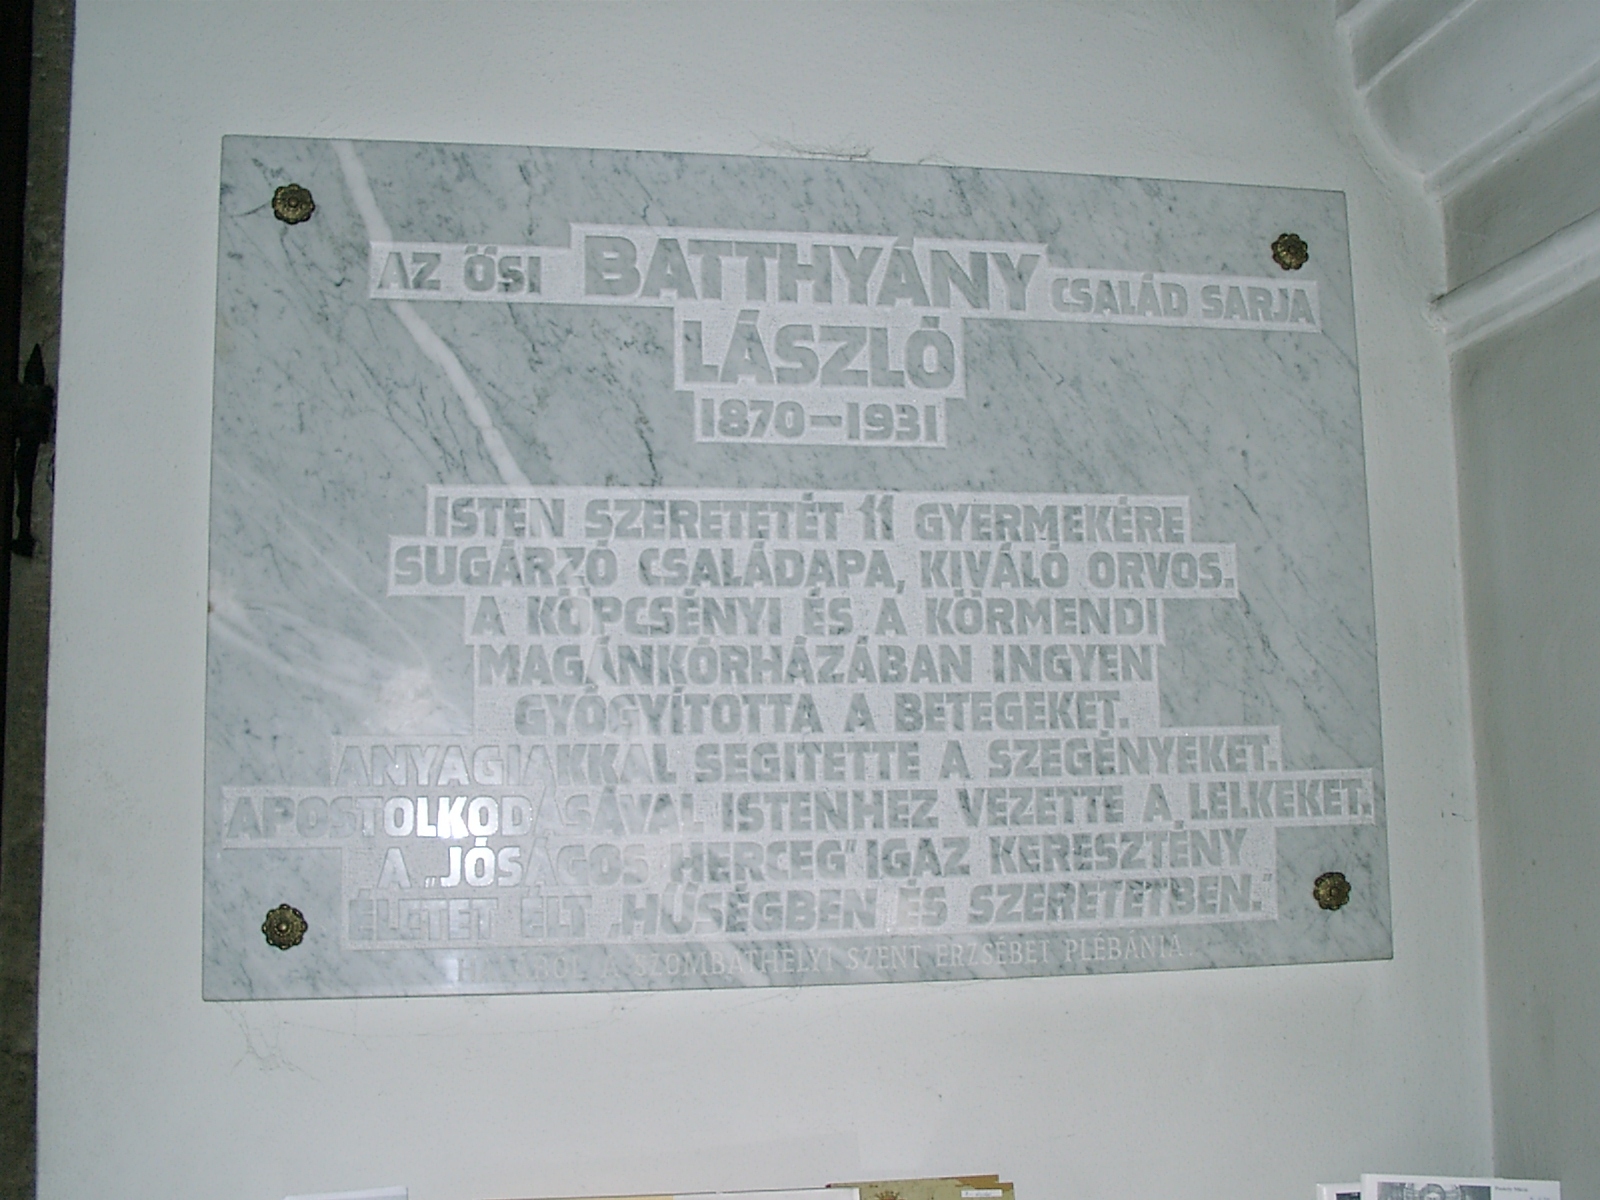 AZ ŐSI BATTHYÁNY CSALÁD SARJA
LÁSZLÓ
1870–1931
ISTEN SZERETETÉT 11 GYERMEKÉRE
SUGÁRZÓ CSALÁDAPA, KIVÁLÓ ORVOS.
A KÖPCSÉNYI ÉS A KÖRMENDI
MAGÁNKÓRHÁZÁBAN INGYEN
GYÓGYÍTOTTA A BETEGEKET.
ANYAGIAKKAL SEGITETTE A SZEGÉNYEKET.
APOSTOLKODÁSÁVAL ISTENHEZ VEZETTE A LELKEKET.
A „JÓSÁGOS HERCEG" IGAZ KERESZTÉNY
ÉLETET ÉLT „HŰSÉGBEN ÉS SZERETETBEN."
A SZOMBATHELYI SZENT ERZSÉBET PLÉBÁNIA.